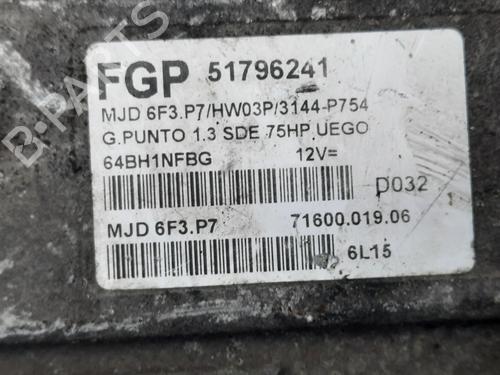 FGP 51796241
MJD 6F3.P7/HW03P/3144-P754
G.PUNTO 1.3 SDE 75HP UEGO
64BH1NFBG 12V=
D032
MJD 6F3.P7 71600.019.06
6L15
B-PARTS